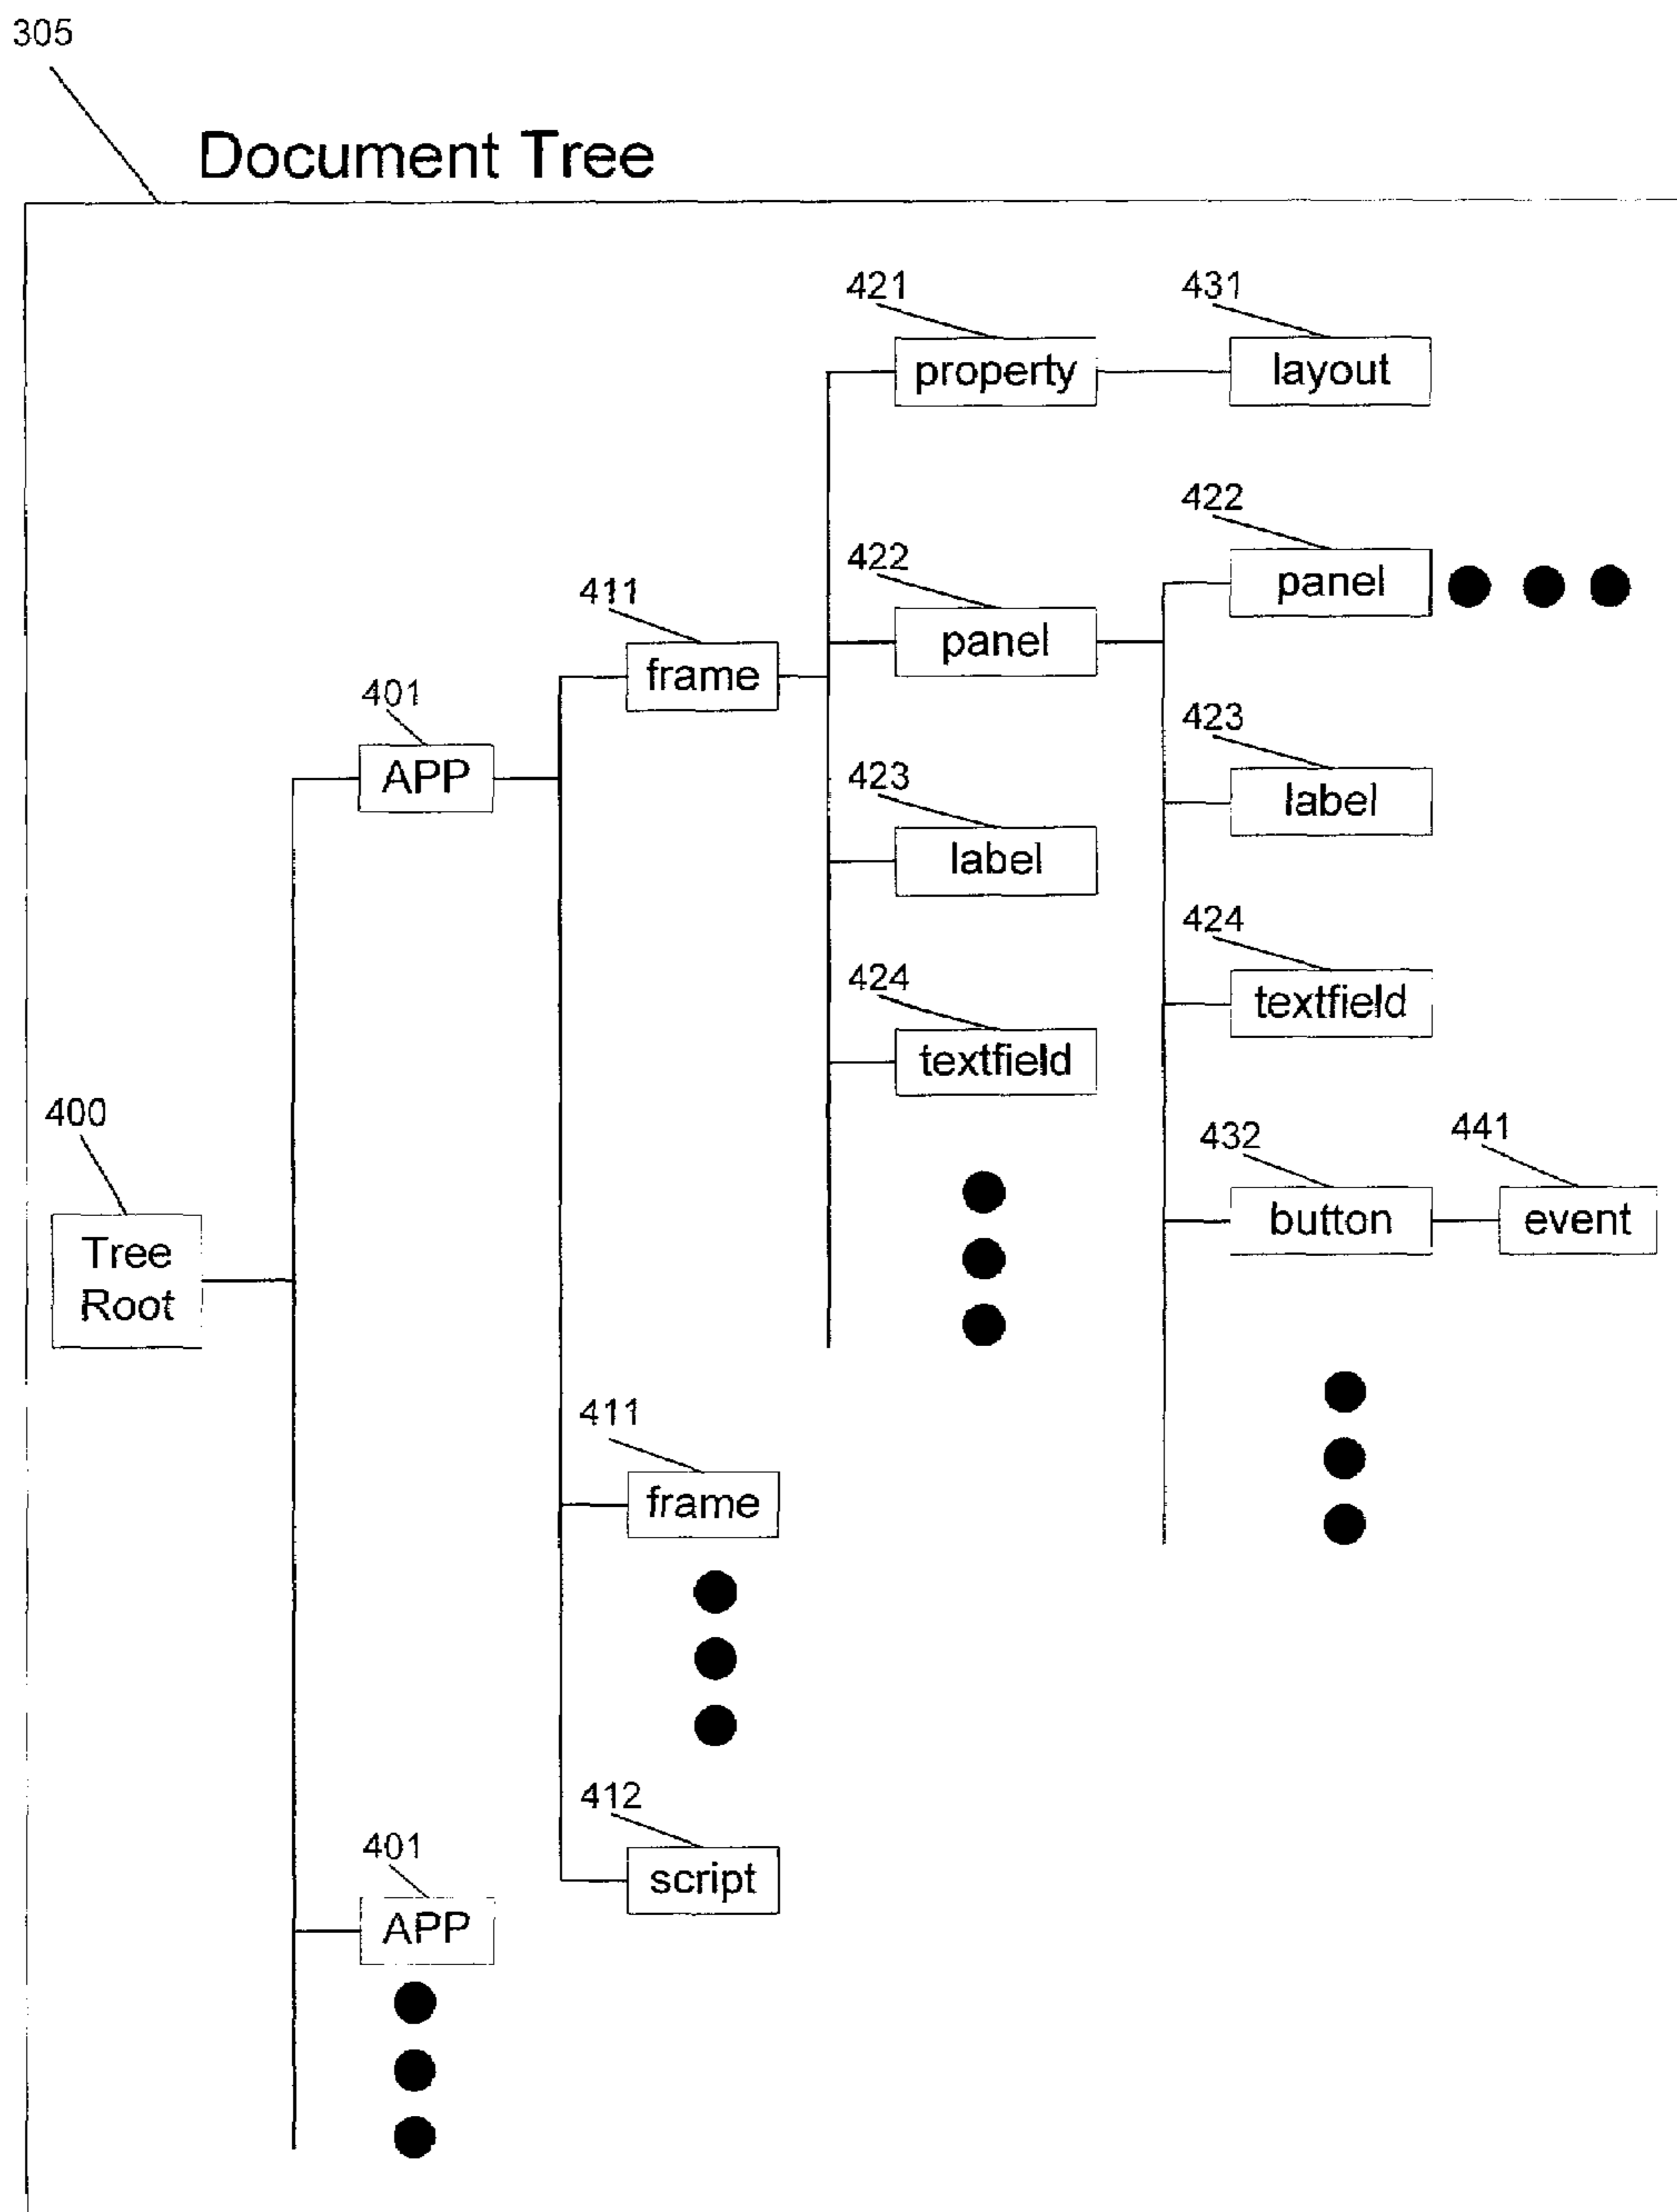 305
Document Tree
421
431
property
layout
422
422
panel
panel
411
frame
401
APP
423
423
label
label
424
424
textfield
textfield
400
Tree
Root
432
441
button
event
411
frame
412
script
401
APP